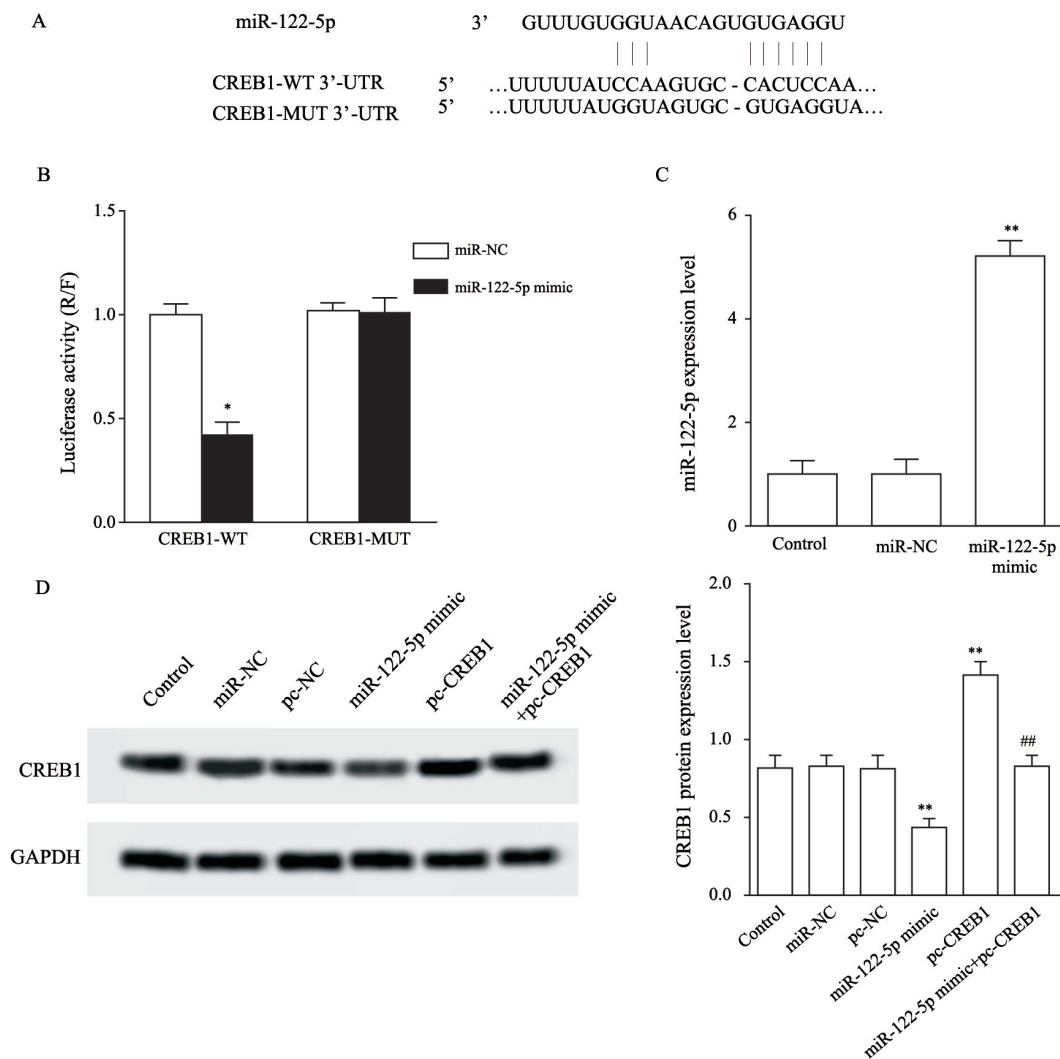 A
miR-122-5p 3’ GUUUGUGGUAACAGUGUGAGGU
CREB1-WT 3’-UTR 5’ …UUUUUAUCCAAGUGC - CACUCCAA…
CREB1-MUT 3’-UTR 5’ …UUUUUAUGGUAGUGC - GUGAGGUA…
B
Luciferase activity (R/F)
1.5
1.0
0.5
0.0
*
miR-NC
miR-122-5p mimic
CREB1-WT CREB1-MUT
C
miR-122-5p expression level
6
4
2
0
**
Control miR-NC miR-122-5p
mimic
D
Control miR-NC pc-NC miR-122-5p mimic pc-CREB1 miR-122-5p mimic
+pc-CREB1
CREB1
GAPDH
CREB1 protein expression level
2.0
1.5
1.0
0.5
0.0
** ** ##
Control miR-NC pc-NC miR-122-5p mimic pc-CREB1 miR-122-5p mimic+pc-CREB1